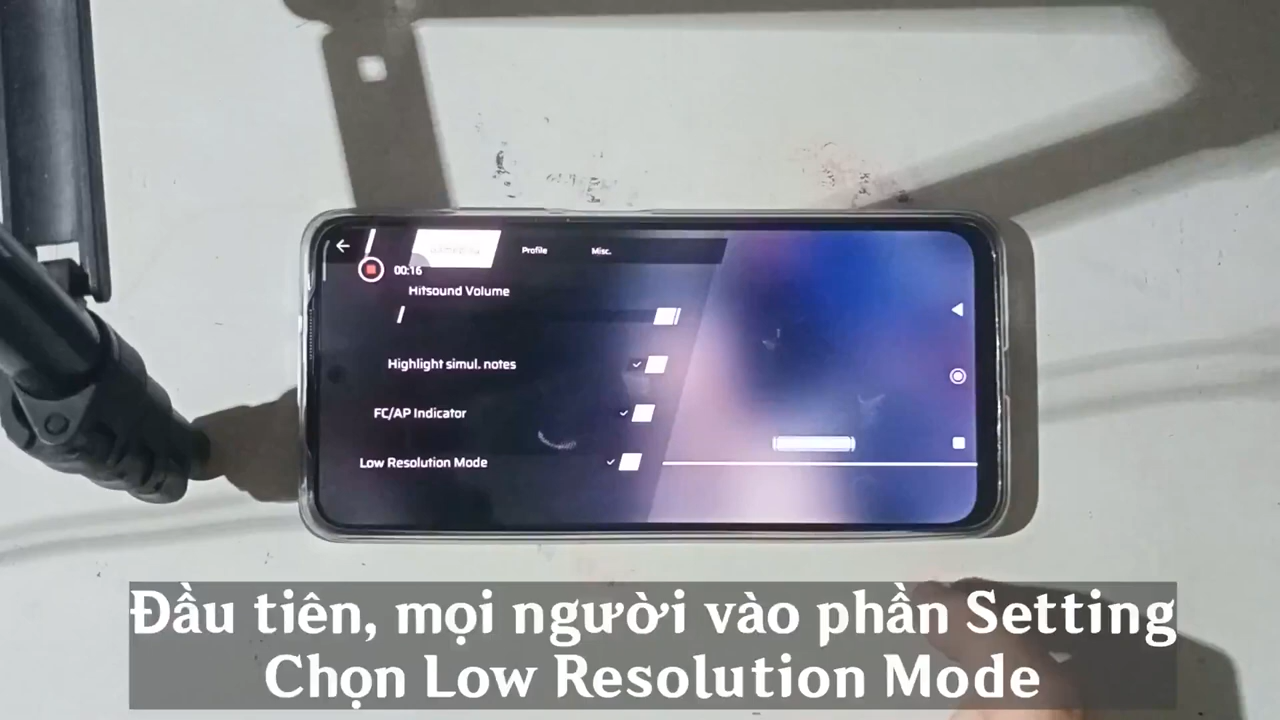 Profile
Misc.
00:16
Hitsound Volume
Highlight simul. notes
FC/AP Indicator
Low Resolution Mode
Đầu tiên, mọi người vào phần Setting
Chọn Low Resolution Mode